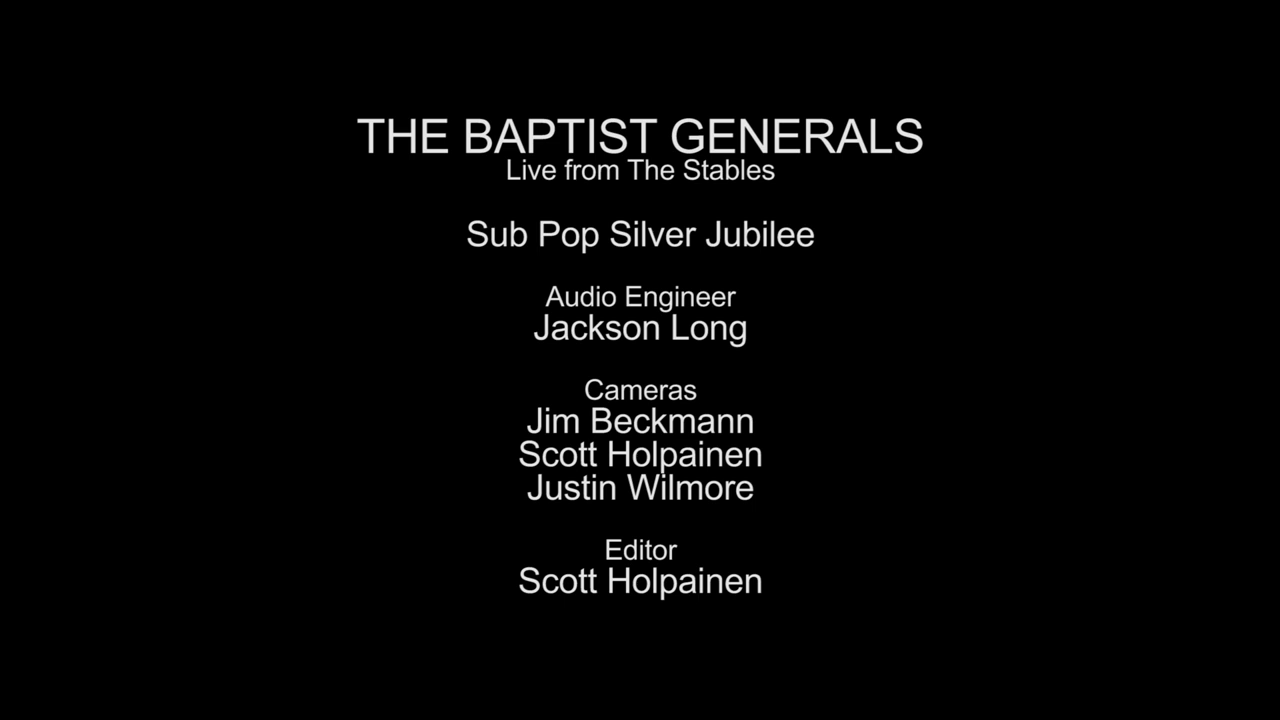 THE BAPTIST GENERALS
Live from The Stables
Sub Pop Silver Jubilee
Audio Engineer
Jackson Long
Cameras
Jim Beckmann
Scott Holpainen
Justin Wilmore
Editor
Scott Holpainen